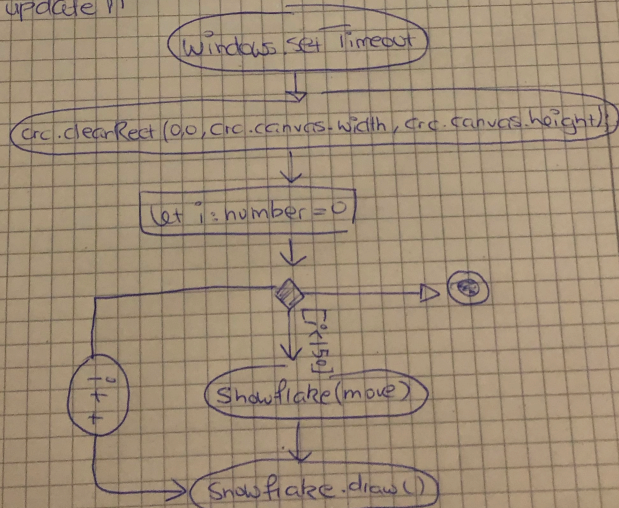 update ()
Windows set Timeout
crc.clearRect (0,0, crc.canvas.width, crc.canvas.height);
let i:number = 0
[i<150]
i++
Snowflake(move)
Snowflake.draw()